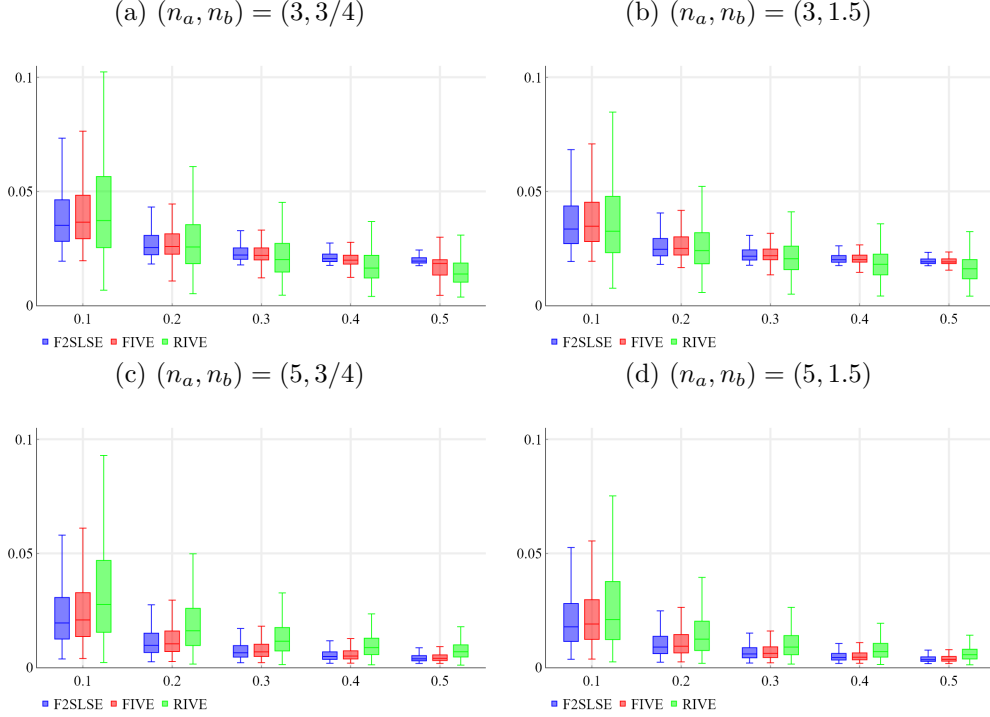 (a) (n_a, n_b) = (3, 3/4)
(b) (n_a, n_b) = (3, 1.5)
0.1
0.05
0
0.1 0.2 0.3 0.4 0.5
F2SLSE FIVE RIVE
0.1
0.05
0
0.1 0.2 0.3 0.4 0.5
F2SLSE FIVE RIVE
(c) (n_a, n_b) = (5, 3/4)
(d) (n_a, n_b) = (5, 1.5)
0.1
0.05
0
0.1 0.2 0.3 0.4 0.5
F2SLSE FIVE RIVE
0.1
0.05
0
0.1 0.2 0.3 0.4 0.5
F2SLSE FIVE RIVE